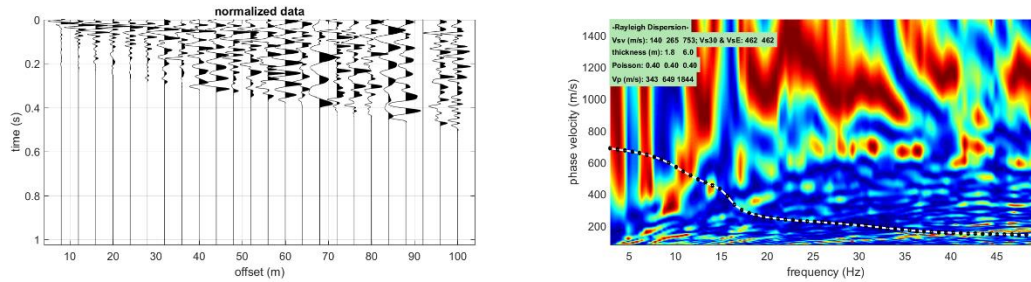 normalized data
0
0.2
0.4
0.6
0.8
1
time (s)
10 20 30 40 50 60 70 80 90 100
offset (m)
-Rayleigh Dispersion-
Vsv (m/s): 140 265 753; Vs30 & VsE: 462 462
thickness (m): 1.8 6.0
Poisson: 0.40 0.40 0.40
Vp (m/s): 343 649 1844
1400
1200
1000
800
600
400
200
phase velocity (m/s)
5 10 15 20 25 30 35 40 45
frequency (Hz)